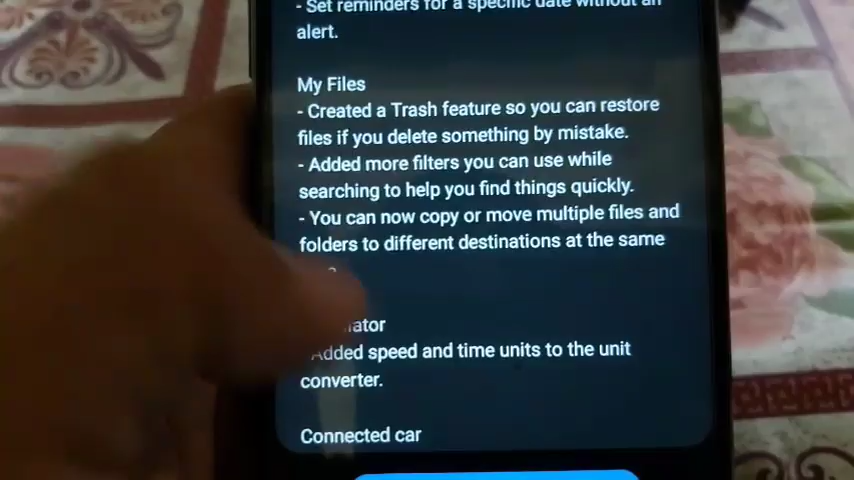 - Set reminders for a specific date without an
alert.
My Files
- Created a Trash feature so you can restore
files if you delete something by mistake.
- Added more filters you can use while
searching to help you find things quickly.
- You can now copy or move multiple files and
folders to different destinations at the same
Added speed and time units to the unit
converter.
Connected car